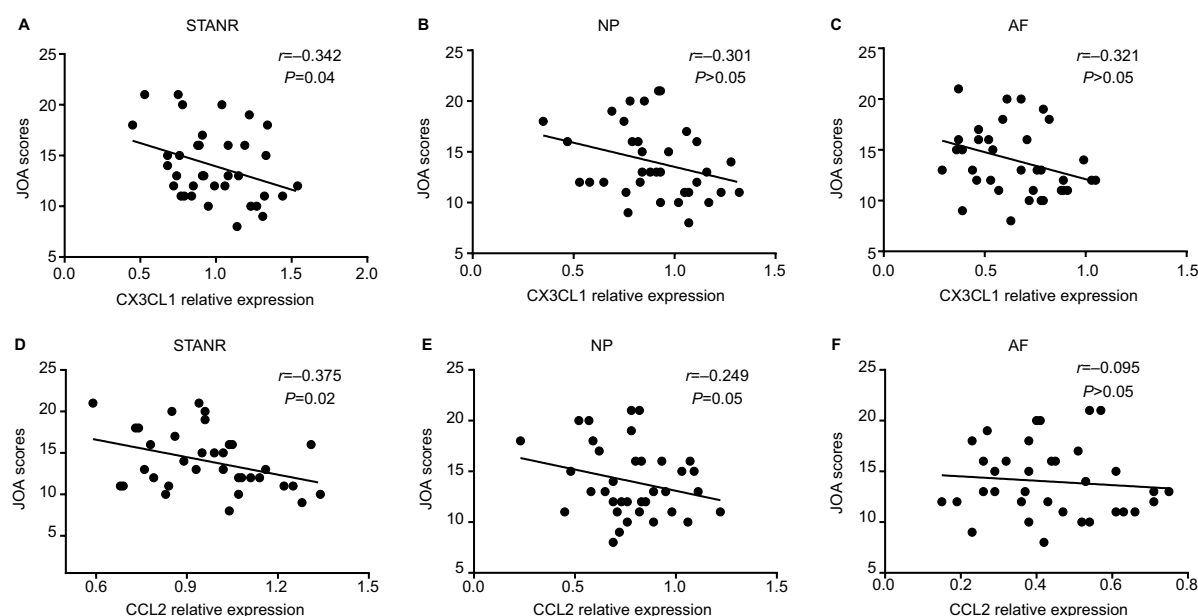 A
STANR
r=–0.342
P=0.04
JOA scores
25
20
15
10
5
0.0
0.5
1.0
1.5
2.0
CX3CL1 relative expression
B
NP
r=–0.301
P>0.05
JOA scores
25
20
15
10
5
0.0
0.5
1.0
1.5
CX3CL1 relative expression
C
AF
r=–0.321
P>0.05
JOA scores
25
20
15
10
5
0.0
0.5
1.0
1.5
CX3CL1 relative expression
D
STANR
r=–0.375
P=0.02
JOA scores
25
20
15
10
5
0.6
0.9
1.2
1.5
CCL2 relative expression
E
NP
r=–0.249
P=0.05
JOA scores
25
20
15
10
5
0.0
0.5
1.0
1.5
CCL2 relative expression
F
AF
r=–0.095
P>0.05
JOA scores
25
20
15
10
5
0.0
0.2
0.4
0.6
0.8
CCL2 relative expression